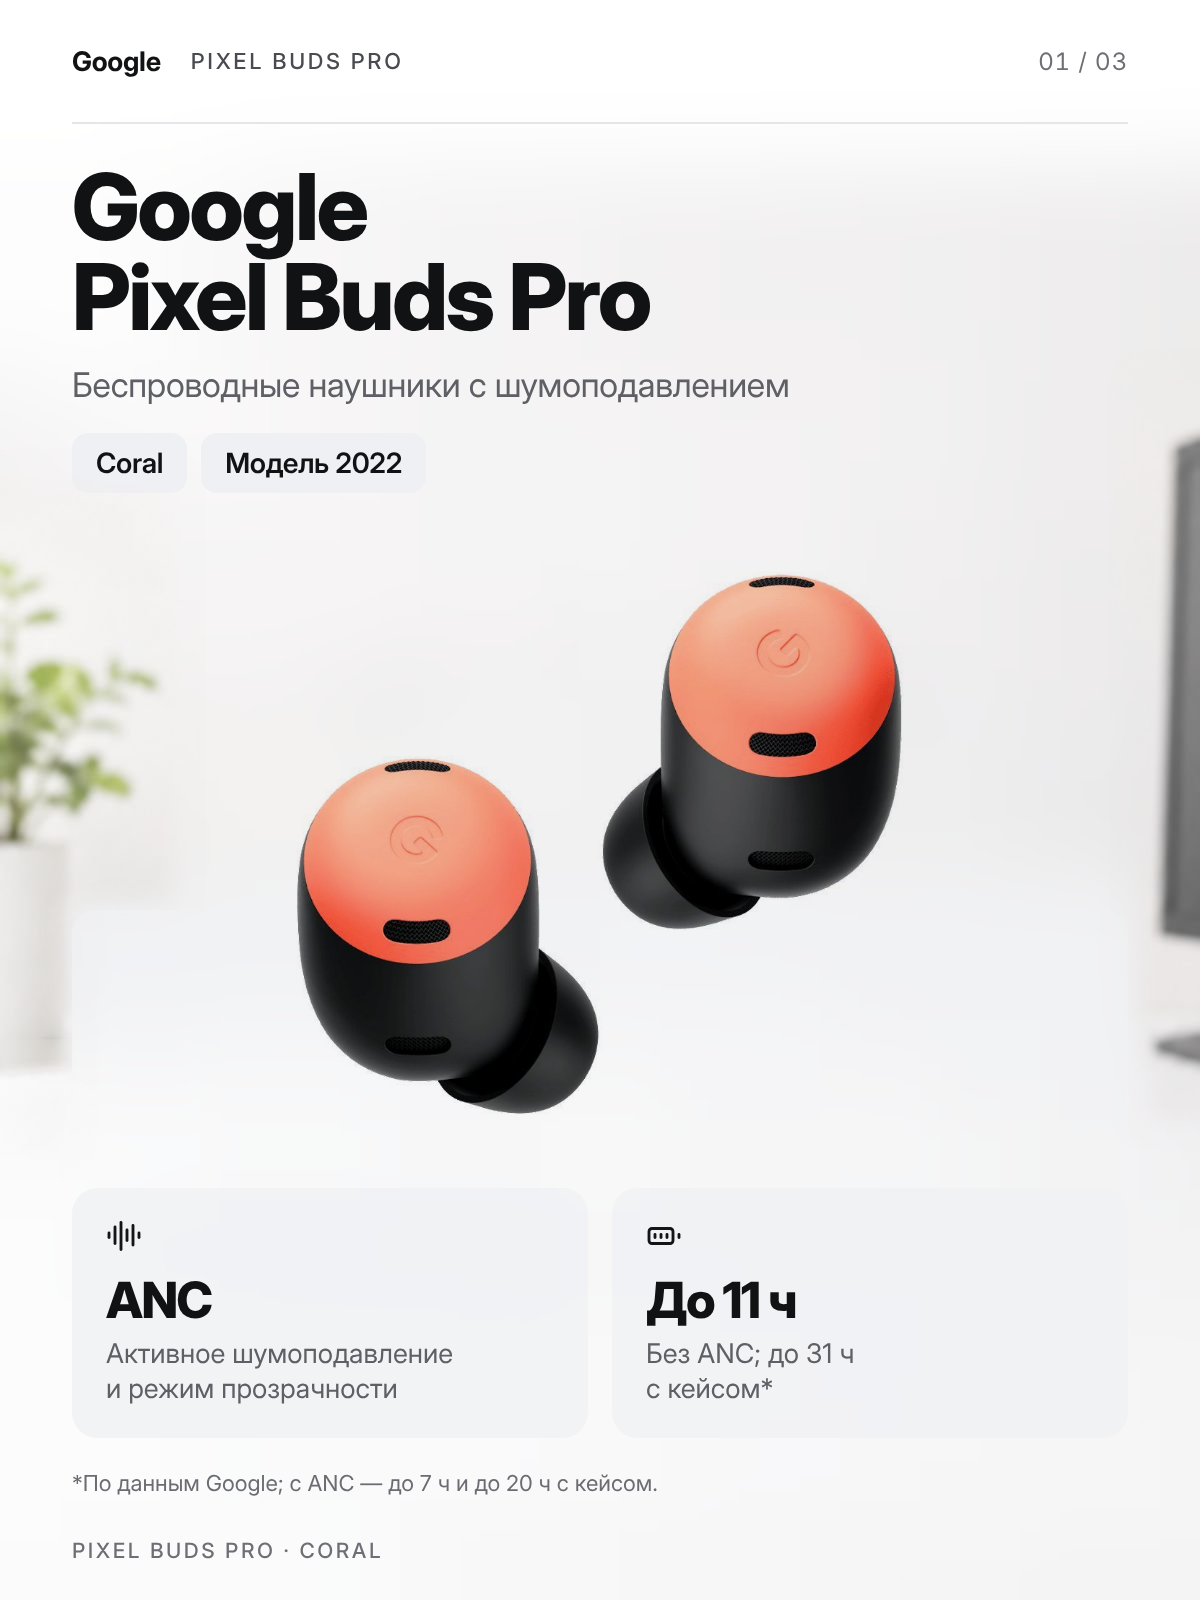 Google PIXEL BUDS PRO 01 / 03
Google
Pixel Buds Pro
Беспроводные наушники с шумоподавлением
Coral Модель 2022
ANC
Активное шумоподавление
и режим прозрачности
До 11 ч
Без ANC; до 31 ч
с кейсом*
*По данным Google; с ANC — до 7 ч и до 20 ч с кейсом.
PIXEL BUDS PRO · CORAL